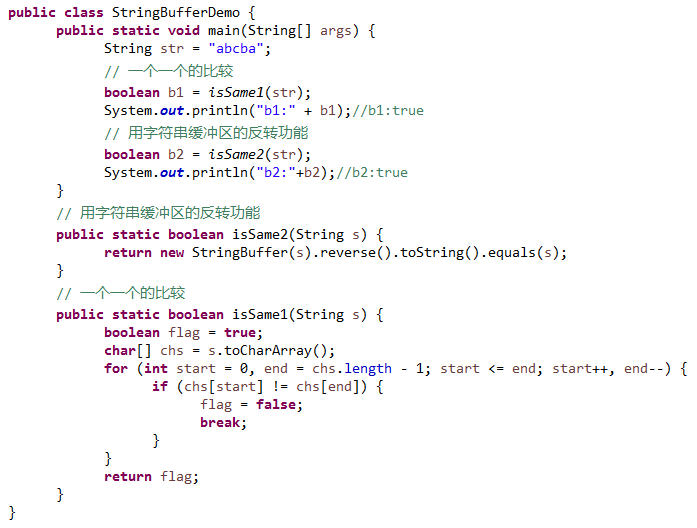 public class StringBufferDemo {
public static void main(String[] args) {
String str = "abcba";
// 一个一个的比较
boolean b1 = isSame1(str);
System.out.println("b1:" + b1);//b1:true
// 用字符串缓冲区的反转功能
boolean b2 = isSame2(str);
System.out.println("b2:"+b2);//b2:true
}
// 用字符串缓冲区的反转功能
public static boolean isSame2(String s) {
return new StringBuffer(s).reverse().toString().equals(s);
}
// 一个一个的比较
public static boolean isSame1(String s) {
boolean flag = true;
char[] chs = s.toCharArray();
for (int start = 0, end = chs.length - 1; start <= end; start++, end--) {
if (chs[start] != chs[end]) {
flag = false;
break;
}
}
return flag;
}
}